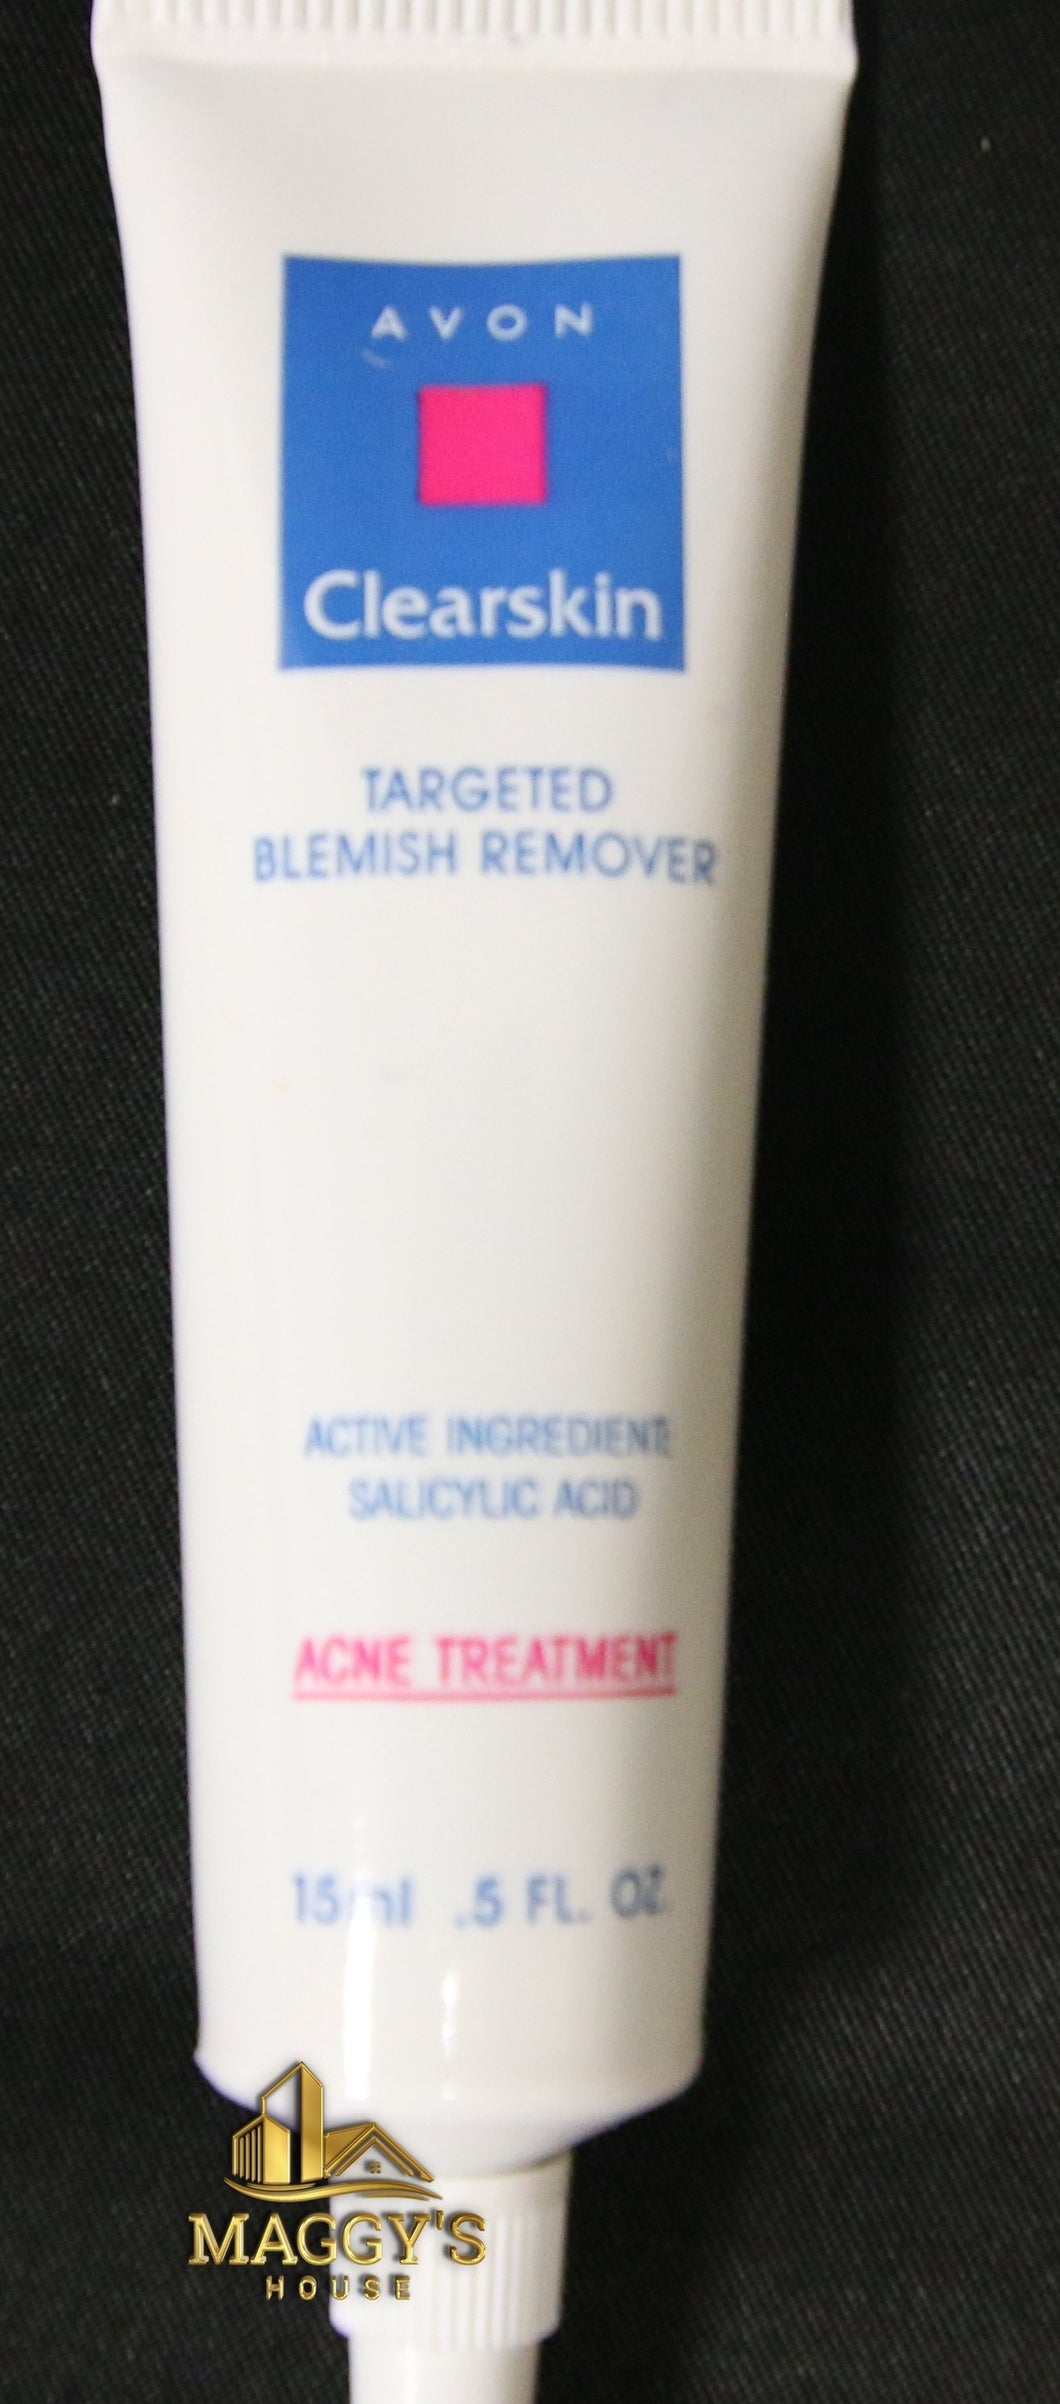 AVON
Clearskin
TARGETED
BLEMISH REMOVER
ACTIVE INGREDIENT:
SALICYLIC ACID
ACNE TREATMENT
15ml .5 FL. OZ.
MAGGY'S
HOUSE